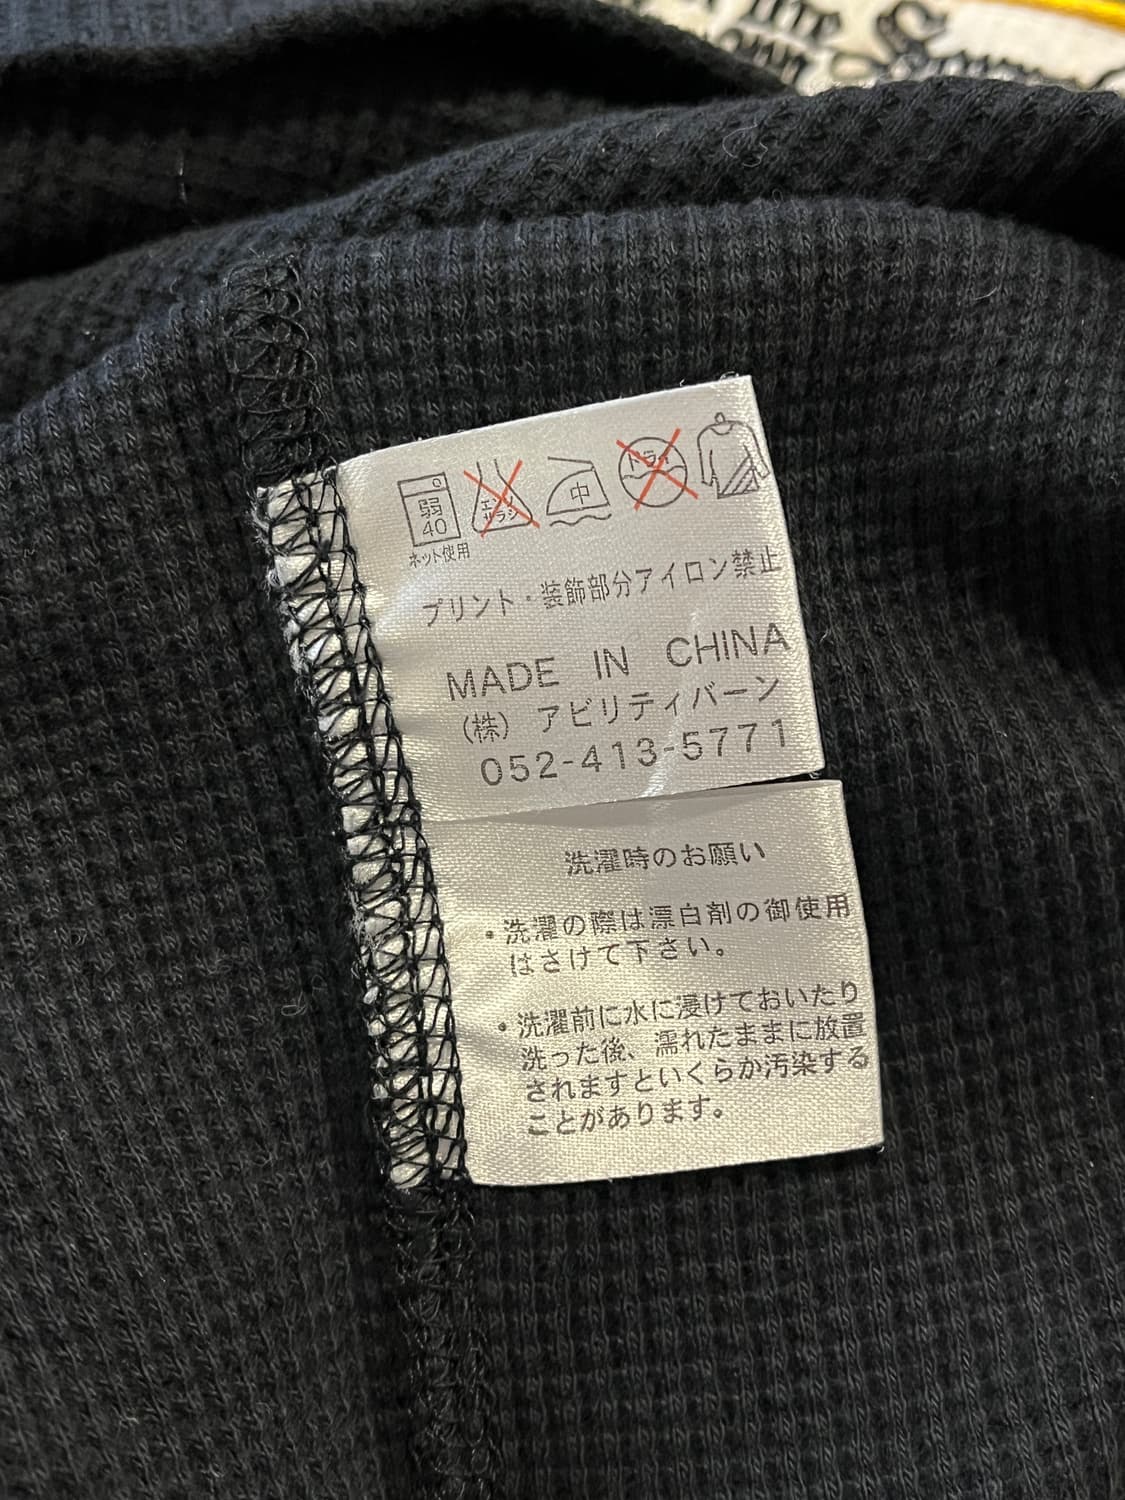 of the
own
弱
40
エンソ
サラシ
中
ドライ
ネット使用
プリント・装飾部分アイロン禁止
MADE IN CHINA
(株) アビリティバーン
052-413-5771
洗濯時のお願い
・洗濯の際は漂白剤の御使用
はさけて下さい。
・洗濯前に水に浸けておいたり
洗った後、濡れたままに放置
されますといくらか汚染する
ことがあります。